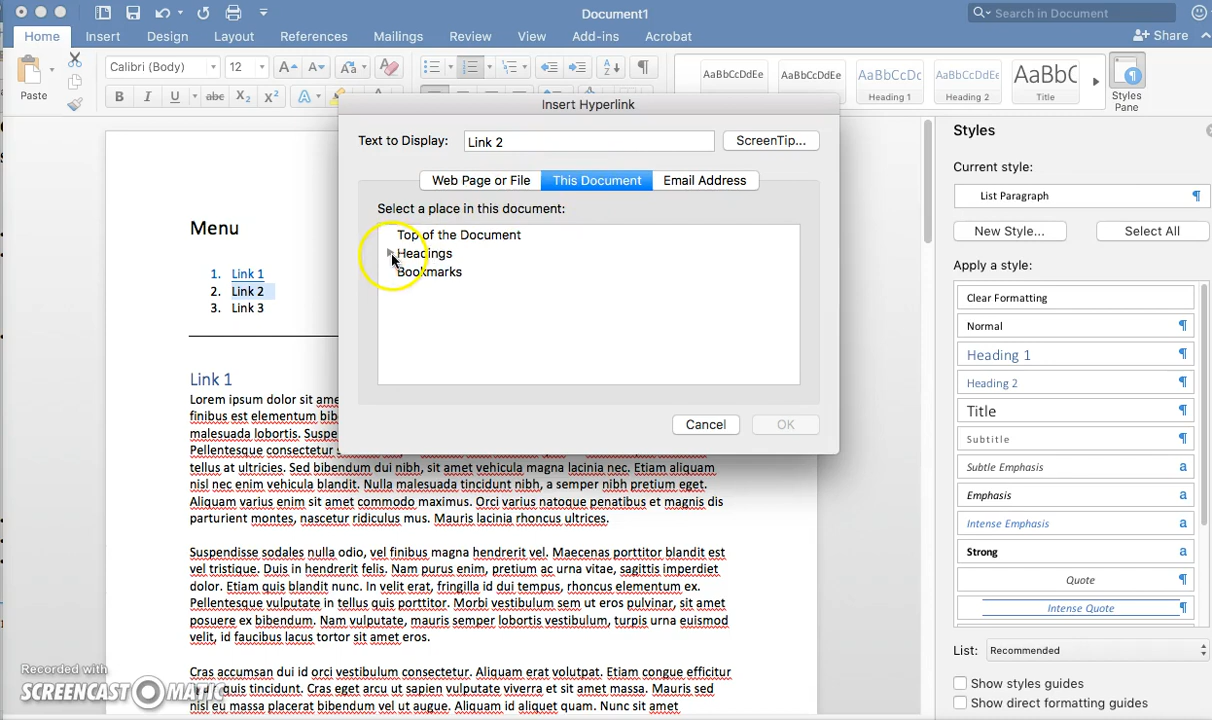 Document1
Search in Document
Home Insert Design Layout References Mailings Review View Add-ins Acrobat
Share
Paste
Calibri (Body) 12
B I U abc X2 X2 A
AaBbCcDdEe AaBbCcDdEe AaBbCcDc AaBbCcDdEe AaBbC
Heading 1 Heading 2 Title
Styles Pane
Insert Hyperlink
Text to Display: Link 2 ScreenTip...
Web Page or File This Document Email Address
Select a place in this document:
Top of the Document
Headings
Bookmarks
Cancel OK
Menu
1. Link 1
2. Link 2
3. Link 3
Link 1
Lorem ipsum dolor sit ame
finibus est elementum bib
malesuada lobortis. Suspe
Pellentesque consectetur s
tellus at ultricies. Sed bibendum dui nibh, sit amet vehicula magna lacinia nec. Etiam aliquam
nisl nec enim vehicula blandit. Nulla malesuada tincidunt nibh, a semper nibh pretium eget.
Aliquam varius enim sit amet commodo maximus. Orci varius natoque penatibus et magnis
parturient montes, nascetur ridiculus mus. Mauris lacinia rhoncus ultrices.
Suspendisse sodales nulla odio, vel finibus magna hendrerit vel. Maecenas porttitor blandit est
vel tristique. Duis in hendrerit felis. Nam purus enim, pretium ac urna vitae, sagittis imperdiet
dolor. Etiam quis blandit nunc. In velit erat, fringilla id dui tempus, rhoncus elementum ex.
Pellentesque vulputate in tellus quis porttitor. Morbi vestibulum sem ut eros pulvinar, sit amet
posuere ex bibendum. Nam vulputate, mauris semper lobortis vestibulum, turpis urna euismod
velit, id faucibus lacus tortor sit amet eros.
Cras accumsan dui id orci vestibulum consectetur. Aliquam erat volutpat. Etiam congue efficitur
quis tincidunt. Cras eget arcu ut sapien vulputate viverra et sit amet massa. Mauris sed
nisl eu massa placerat bibendum vel ut augue. Nunc sit amet
Styles
Current style:
List Paragraph
New Style... Select All
Apply a style:
Clear Formatting
Normal
Heading 1
Heading 2
Title
Subtitle
Subtle Emphasis
Emphasis
Intense Emphasis
Strong
Quote
Intense Quote
List: Recommended
Show styles guides
Show direct formatting guides
Recorded with
SCREENCAST MATIC